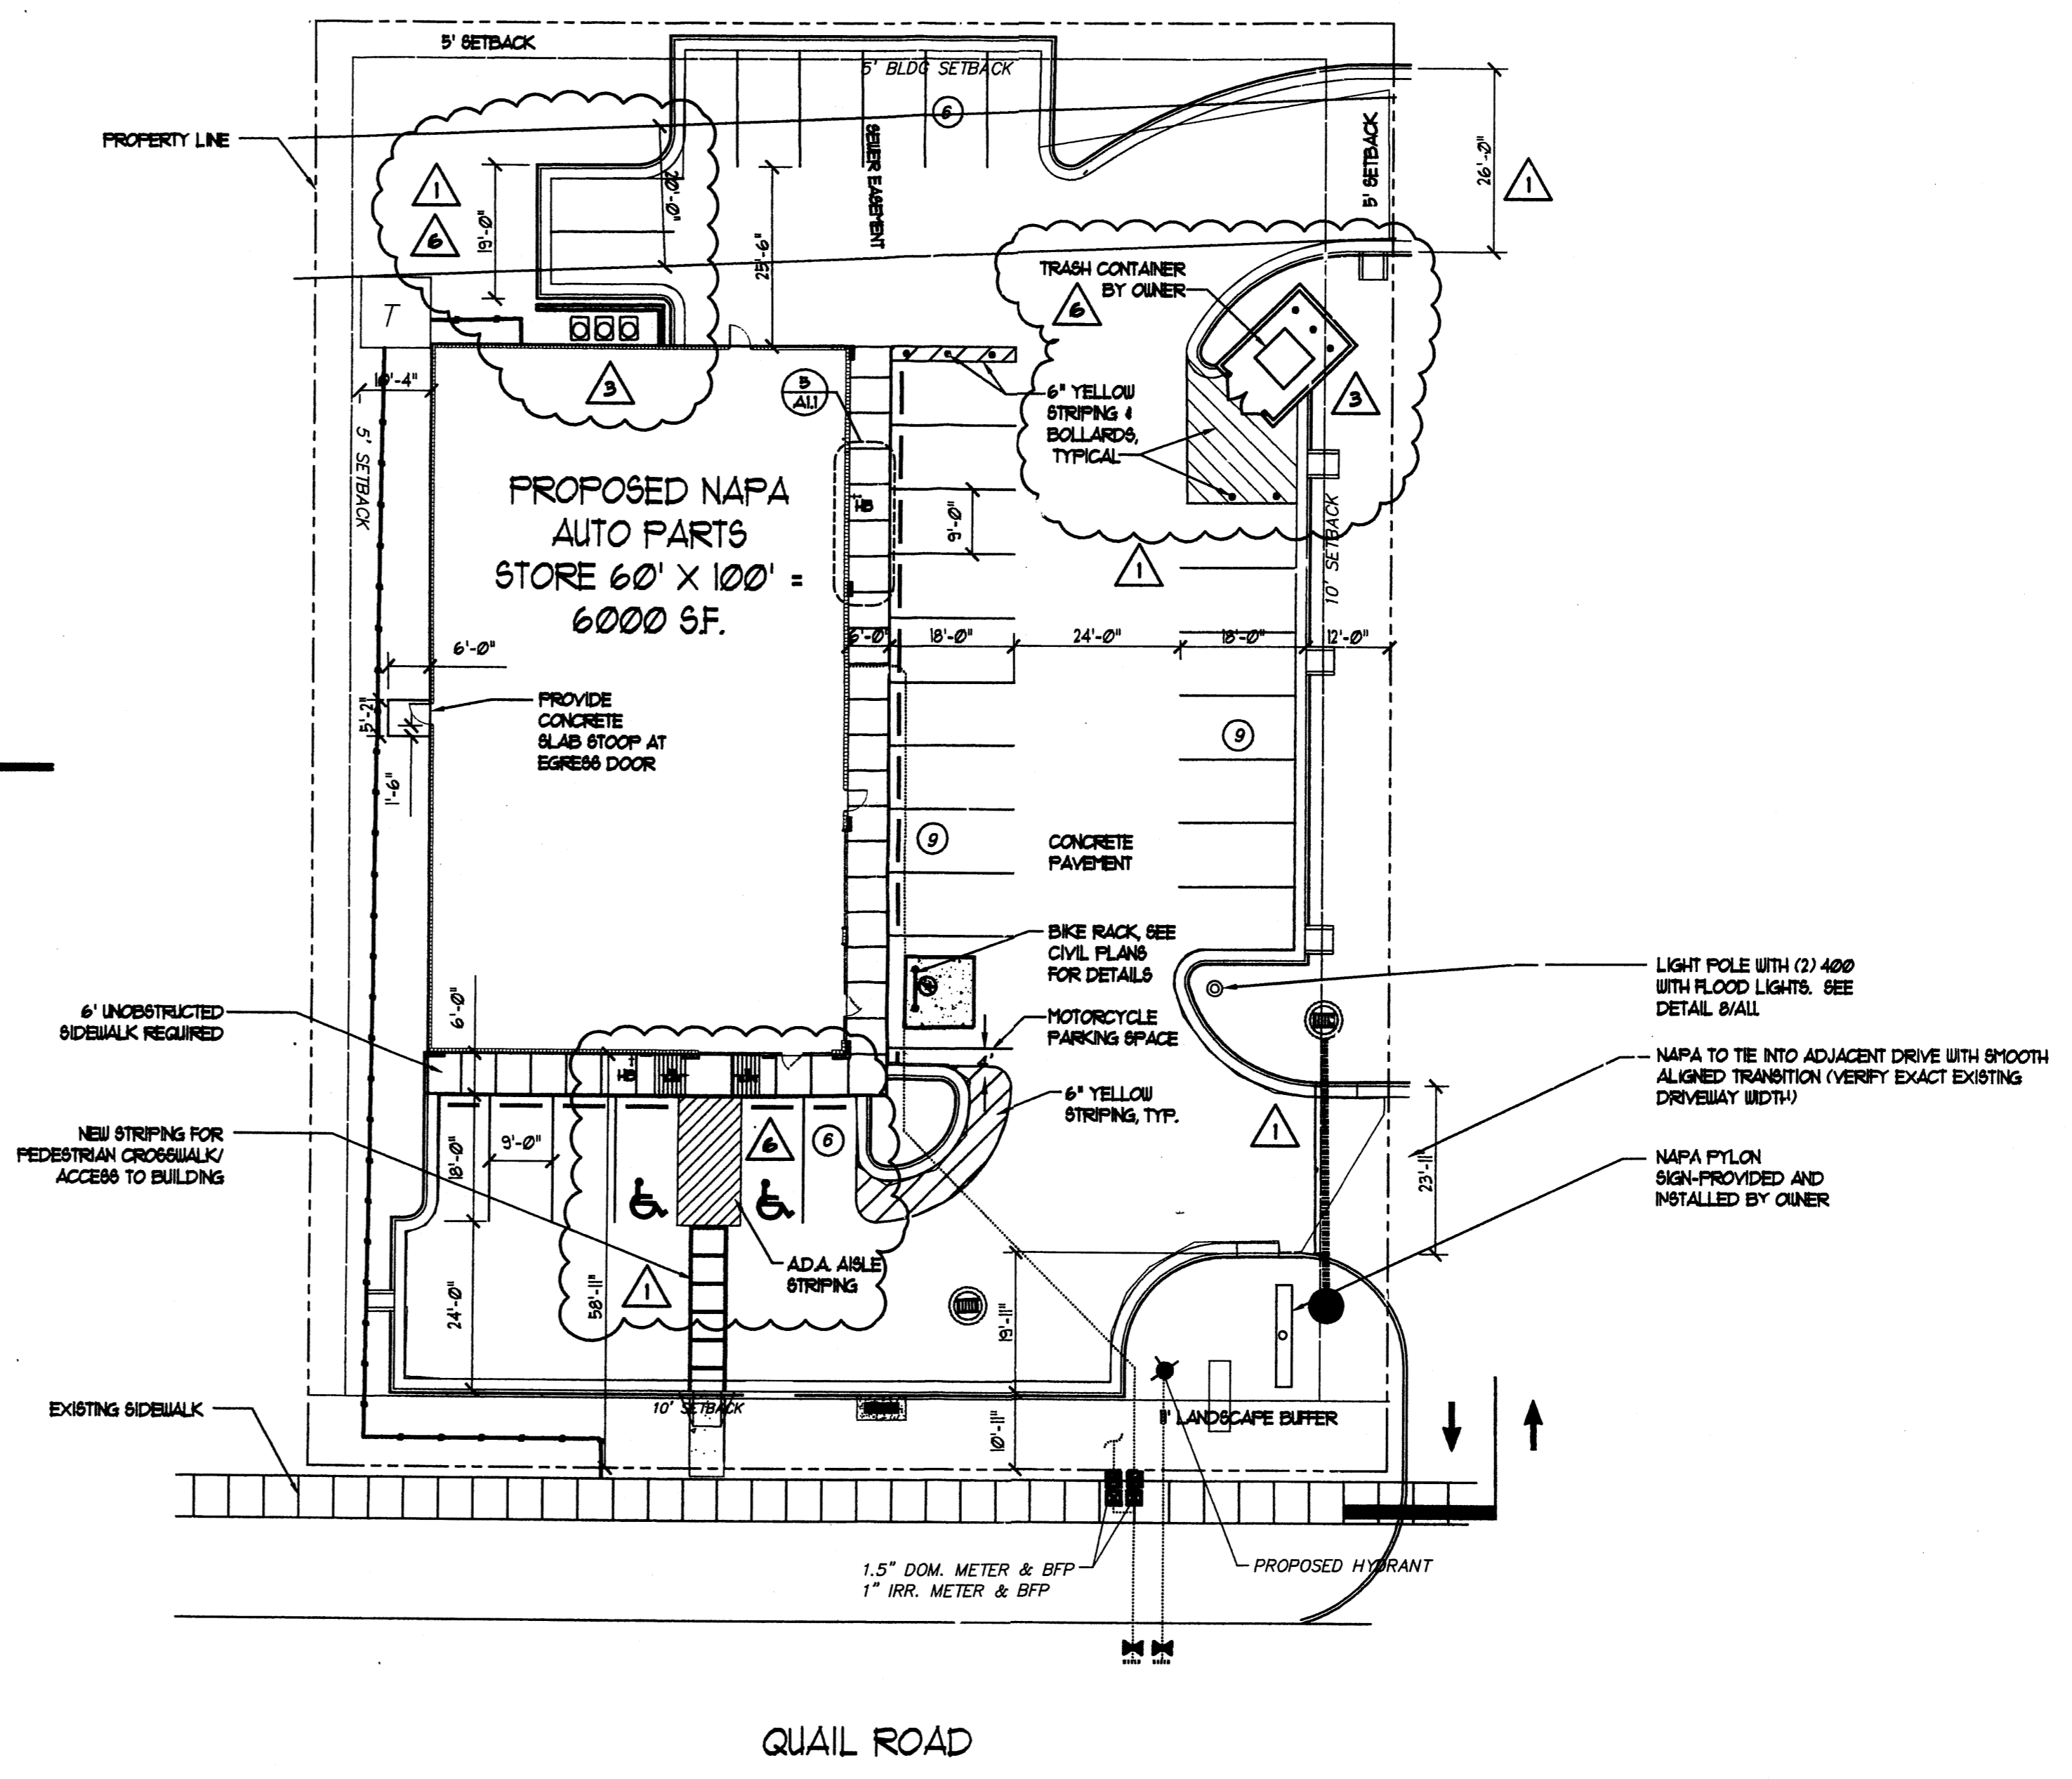 5' SETBACK
5' BLDG SETBACK
6
PROPERTY LINE
SEWER EASEMENT
5' SETBACK
26'-0"
1
1
6
19'-0"
20'-0"
25'-9"
TRASH CONTAINER
BY OWNER
6
T
3
3
10'-4"
5
A1.1
6" YELLOW
STRIPING &
BOLLARDS,
TYPICAL
5' SETBACK
PROPOSED NAPA
AUTO PARTS
STORE 60' X 100' =
6000 S.F.
HB
9'-0"
10' SETBACK
1
6'-0"
6'-0"
18'-0"
24'-0"
18'-0"
12'-0"
5'-2"
PROVIDE
CONCRETE
SLAB STOOP AT
EGRESS DOOR
1'-9"
9
9
CONCRETE
PAVEMENT
BIKE RACK, SEE
CIVIL PLANS
FOR DETAILS
LIGHT POLE WITH (2) 400
WITH FLOOD LIGHTS. SEE
DETAIL 8/A1.1
6' UNOBSTRUCTED
SIDEWALK REQUIRED
6'-0"
MOTORCYCLE
PARKING SPACE
4'
NAPA TO TIE INTO ADJACENT DRIVE WITH SMOOTH
ALIGNED TRANSITION (VERIFY EXACT EXISTING
DRIVEWAY WIDTH)
HB
6" YELLOW
STRIPING, TYP.
NEW STRIPING FOR
PEDESTRIAN CROSSWALK/
ACCESS TO BUILDING
18'-0"
9'-0"
6
6
1
23'-11"
NAPA PYLON
SIGN-PROVIDED AND
INSTALLED BY OWNER
A.D.A. AISLE
STRIPING
1
24'-0"
58'-11"
19'-11"
EXISTING SIDEWALK
10' SETBACK
10'-11"
LANDSCAPE BUFFER
1.5" DOM. METER & BFP
1" IRR. METER & BFP
PROPOSED HYDRANT
QUAIL ROAD